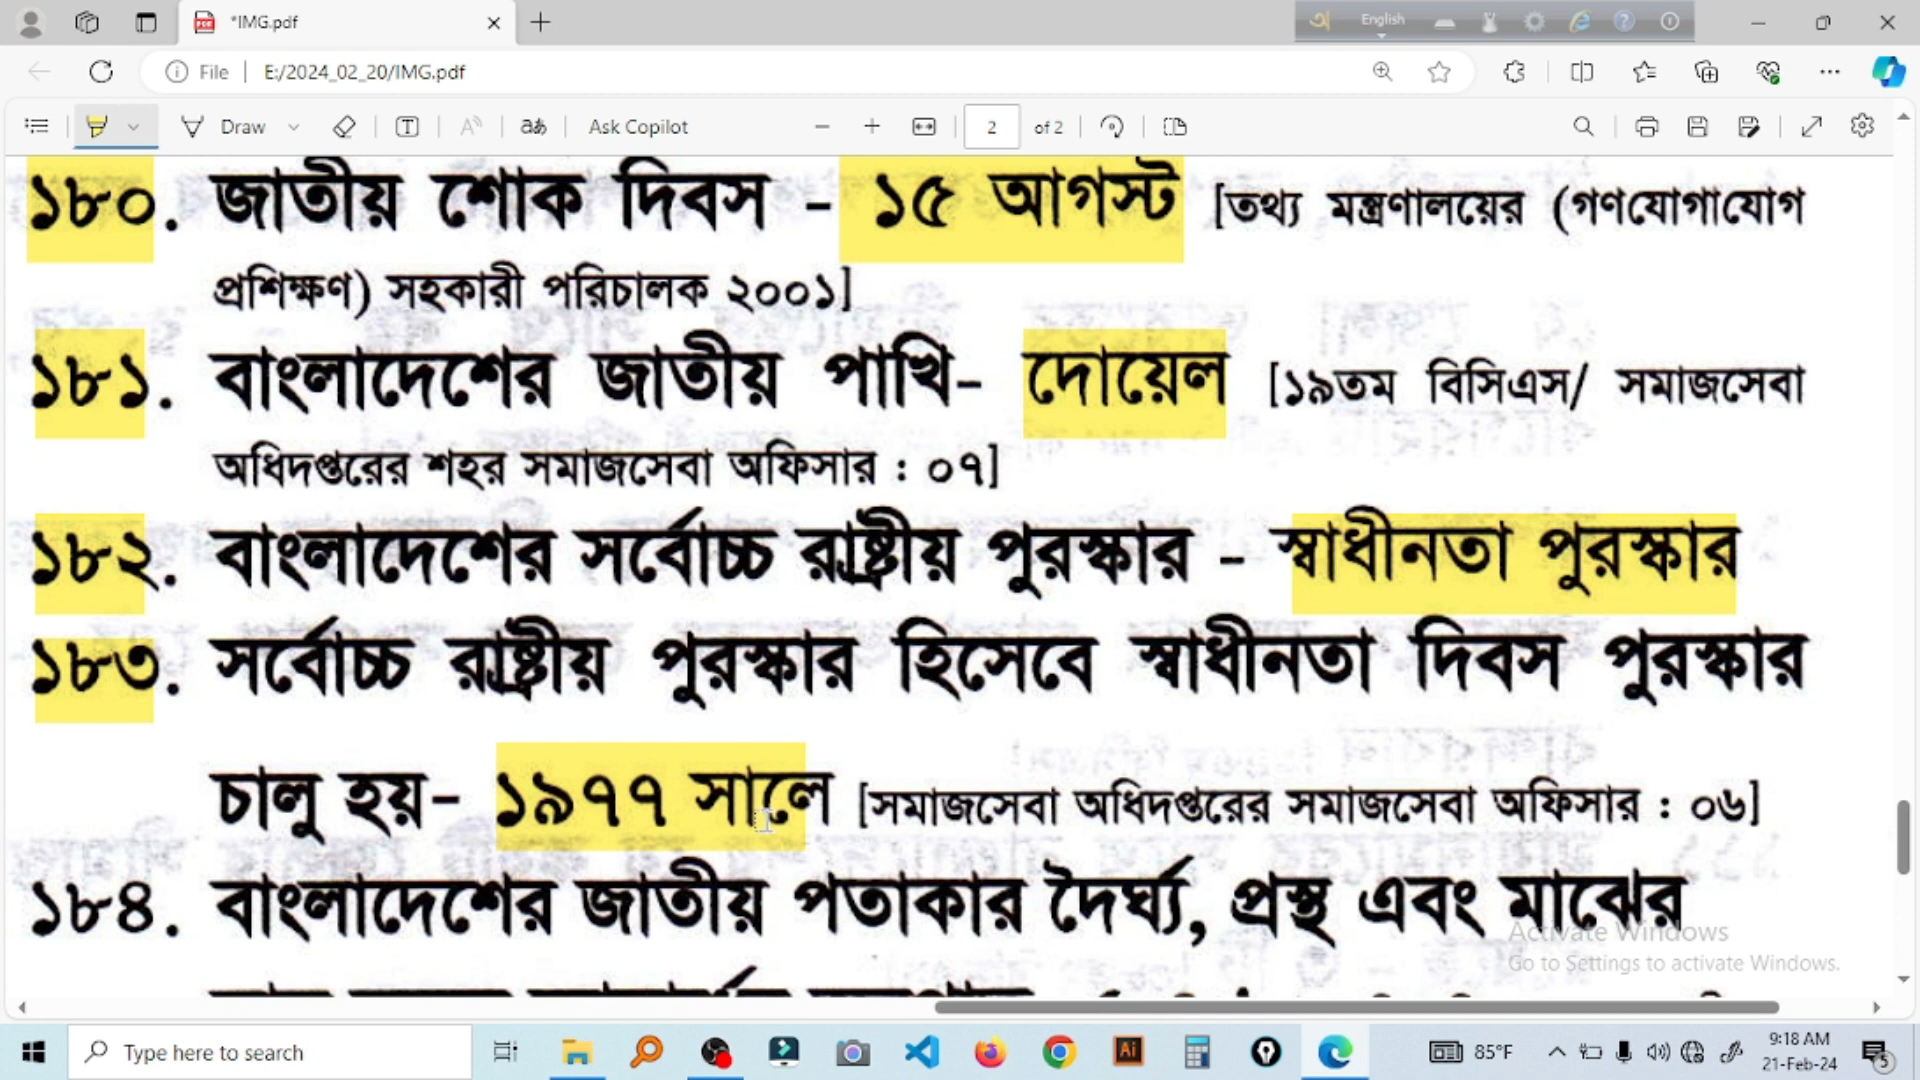 *IMG.pdf
English
File
E:/2024_02_20/IMG.pdf
Draw
Ask Copilot
2
of 2
১৮০. জাতীয় শোক দিবস - ১৫ আগস্ট [তথ্য মন্ত্রণালয়ের (গণযোগাযোগ
প্রশিক্ষণ) সহকারী পরিচালক ২০০১]
১৮১. বাংলাদেশের জাতীয় পাখি- দোয়েল [১৯তম বিসিএস/ সমাজসেবা
অধিদপ্তরের শহর সমাজসেবা অফিসার : ০৭]
১৮২. বাংলাদেশের সর্বোচ্চ রাষ্ট্রীয় পুরস্কার - স্বাধীনতা পুরস্কার
১৮৩. সর্বোচ্চ রাষ্ট্রীয় পুরস্কার হিসেবে স্বাধীনতা দিবস পুরস্কার
চালু হয়- ১৯৭৭ সালে [সমাজসেবা অধিদপ্তরের সমাজসেবা অফিসার : ০৬]
১৮৪. বাংলাদেশের জাতীয় পতাকার দৈর্ঘ্য, প্রস্থ এবং মাঝের
Activate Windows
Go to Settings to activate Windows.
Type here to search
Ai
85°F
9:18 AM
21-Feb-24
5